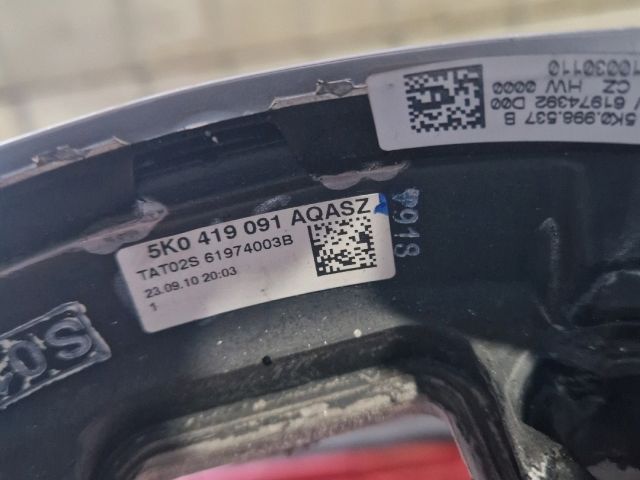 5K0.998.537 B
/ 61974392 D00
CZ HW 0000
10030110
5K0 419 091 AQASZ
TAT02S 61974003B
23.09.10 20:03
1